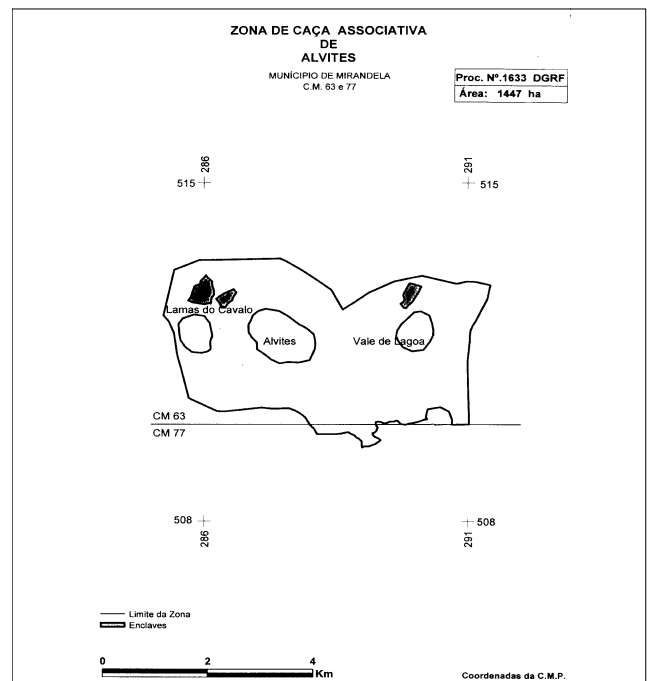 ZONA DE CAÇA ASSOCIATIVA
DE
ALVITES
MUNÍCIPIO DE MIRANDELA
C.M. 63 e 77
Proc. Nº.1633 DGRF
Área: 1447 ha
286
291
515
515
Lamas do Cavalo
Alvites
Vale de Lagoa
CM 63
CM 77
508
508
286
291
Limite da Zona
Enclaves
0 2 4
Km
Coordenadas da C.M.P.